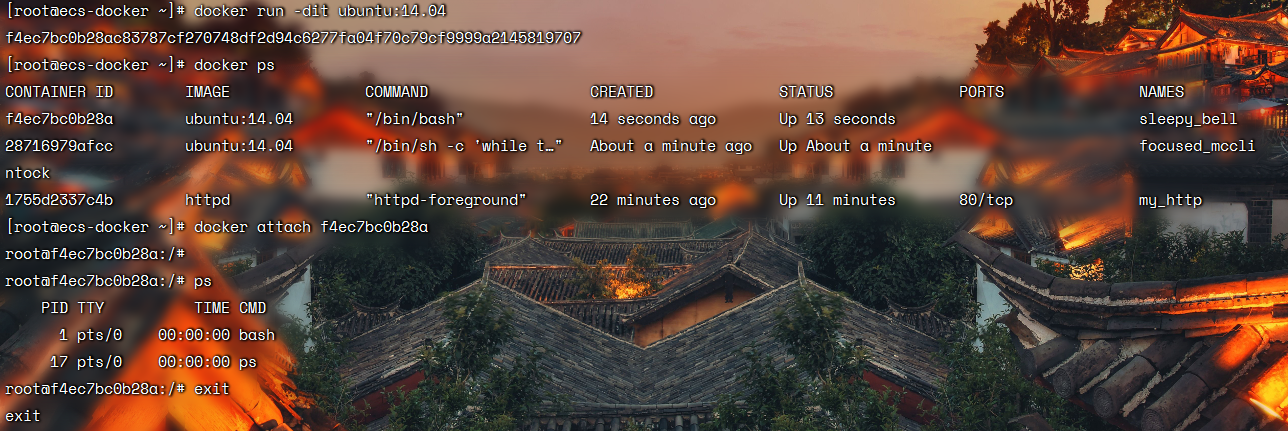 [root@ecs-docker ~]# docker run -dit ubuntu:14.04
f4ec7bc0b28ac83787cf270748df2d94c6277fa04f70c79cf9999a2145819707
[root@ecs-docker ~]# docker ps
CONTAINER ID        IMAGE               COMMAND                  CREATED              STATUS              PORTS               NAMES
f4ec7bc0b28a        ubuntu:14.04        "/bin/bash"              14 seconds ago       Up 13 seconds                           sleepy_bell
28716979afcc        ubuntu:14.04        "/bin/sh -c 'while t…"   About a minute ago   Up About a minute                       focused_mccli
ntock
1755d2337c4b        httpd               "httpd-foreground"       22 minutes ago       Up 11 minutes       80/tcp              my_http
[root@ecs-docker ~]# docker attach f4ec7bc0b28a
root@f4ec7bc0b28a:/#
root@f4ec7bc0b28a:/# ps
    PID TTY          TIME CMD
      1 pts/0    00:00:00 bash
     17 pts/0    00:00:00 ps
root@f4ec7bc0b28a:/# exit
exit